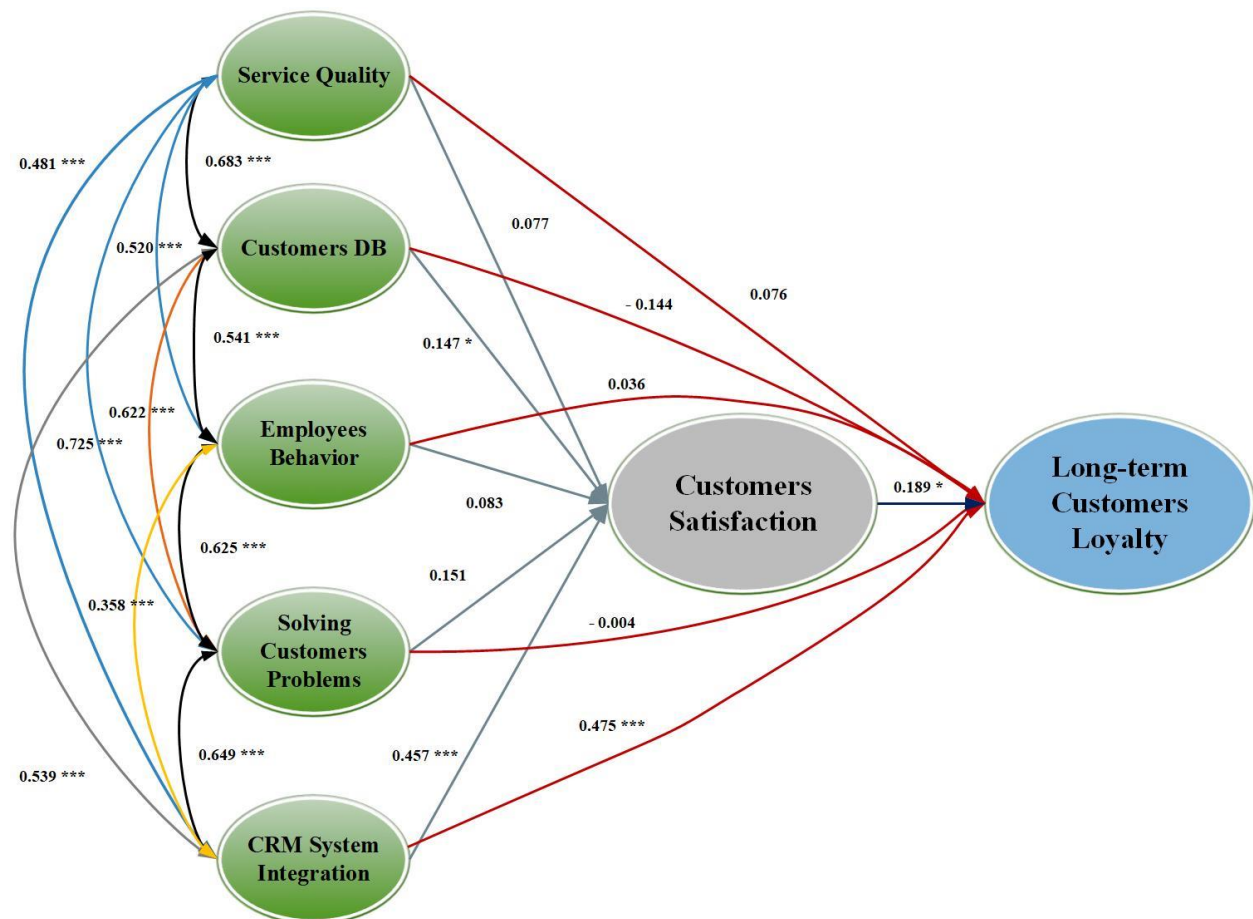 Service Quality
0.481 ***
0.683 ***
0.077
0.520 ***
Customers DB
0.076
- 0.144
0.147 *
0.541 ***
0.036
0.622 ***
0.725 ***
Employees
Behavior
Customers
Satisfaction
0.189 *
Long-term
Customers
Loyalty
0.083
0.625 ***
0.151
0.358 ***
- 0.004
Solving
Customers
Problems
0.475 ***
0.649 ***
0.457 ***
0.539 ***
CRM System
Integration